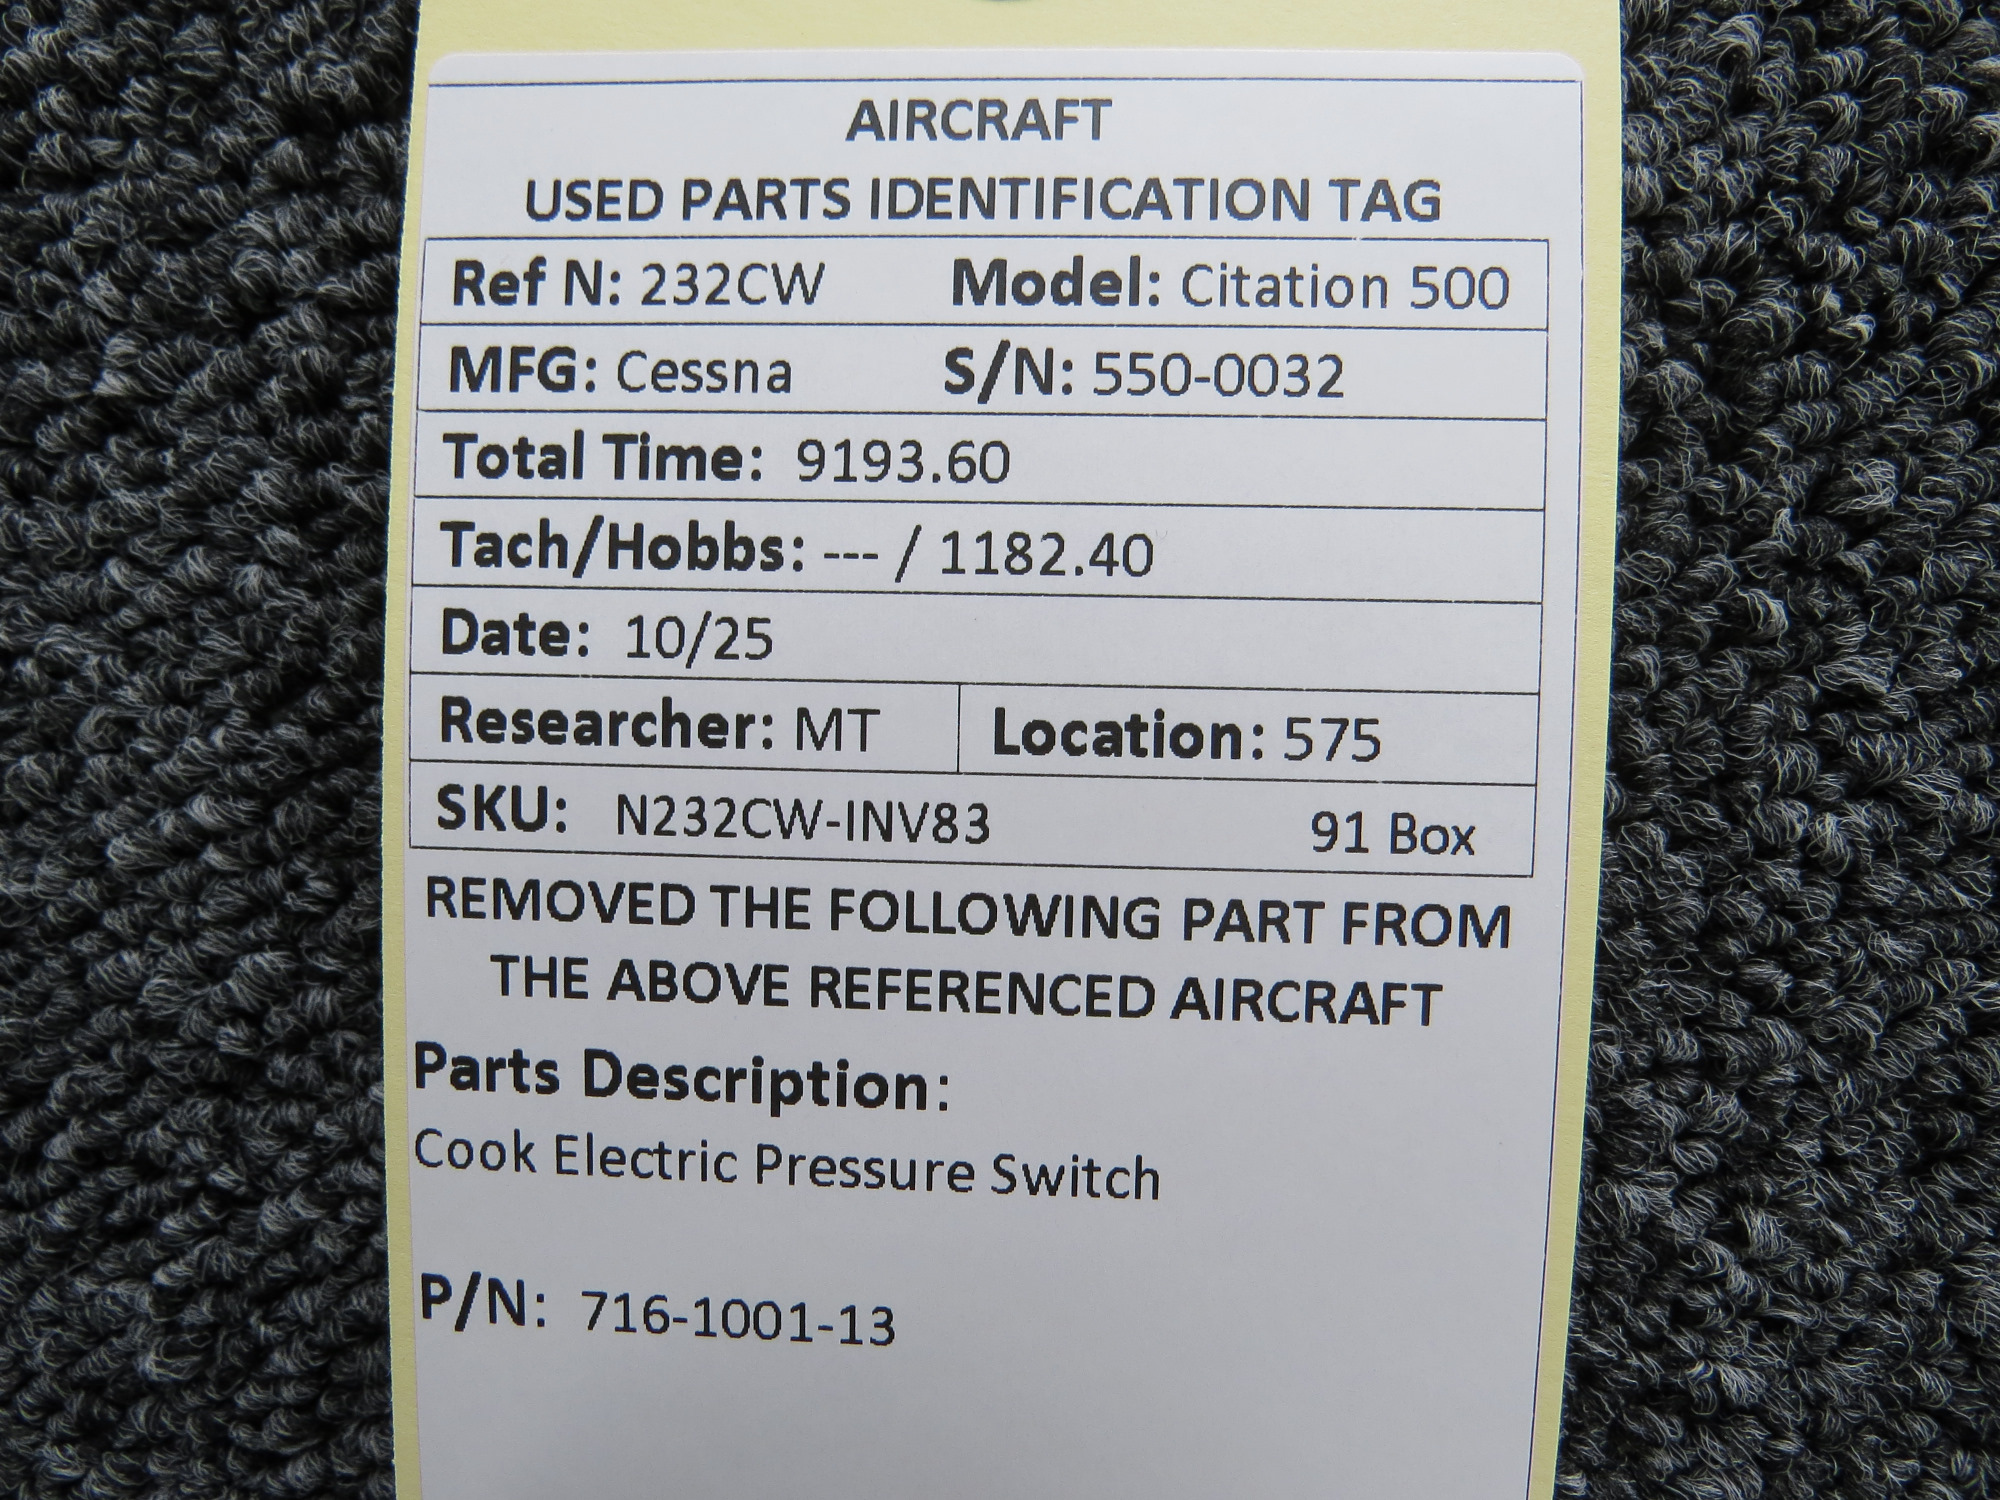 AIRCRAFT
USED PARTS IDENTIFICATION TAG
Ref N: 232CW Model: Citation 500
MFG: Cessna S/N: 550-0032
Total Time: 9193.60
Tach/Hobbs: --- / 1182.40
Date: 10/25
Researcher: MT Location: 575
SKU: N232CW-INV83 91 Box
REMOVED THE FOLLOWING PART FROM
THE ABOVE REFERENCED AIRCRAFT
Parts Description:
Cook Electric Pressure Switch
P/N: 716-1001-13